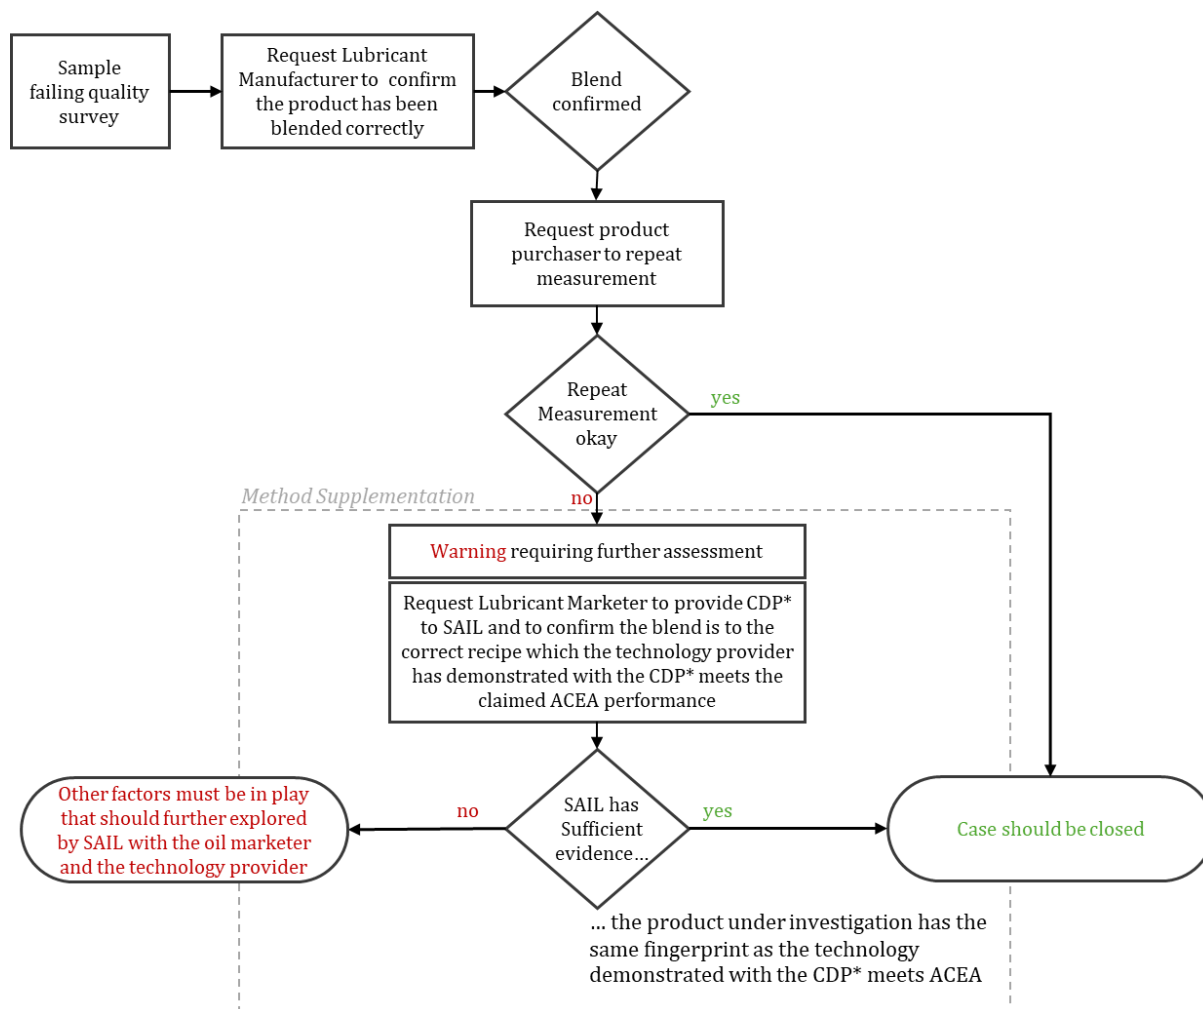 Sample
failing quality
survey
Request Lubricant
Manufacturer to confirm
the product has been
blended correctly
Blend
confirmed
Request product
purchaser to repeat
measurement
Repeat
Measurement
okay
yes
no
Method Supplementation
Warning requiring further assessment
Request Lubricant Marketer to provide CDP*
to SAIL and to confirm the blend is to the
correct recipe which the technology provider
has demonstrated with the CDP* meets the
claimed ACEA performance
SAIL has
Sufficient
evidence...
no
yes
Other factors must be in play
that should further explored
by SAIL with the oil marketer
and the technology provider
Case should be closed
... the product under investigation has the
same fingerprint as the technology
demonstrated with the CDP* meets ACEA